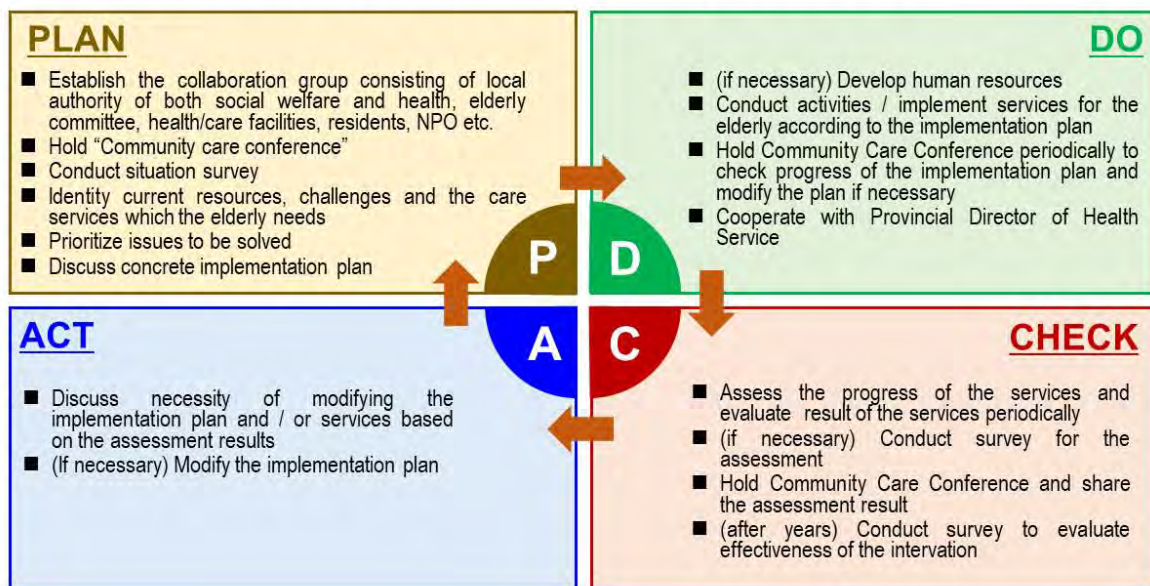 PLAN
■ Establish the collaboration group consisting of local
authority of both social welfare and health, elderly
committee, health/care facilities, residents, NPO etc.
■ Hold “Community care conference”
■ Conduct situation survey
■ Identity current resources, challenges and the care
services which the elderly needs
■ Prioritize issues to be solved
■ Discuss concrete implementation plan
DO
■ (if necessary) Develop human resources
■ Conduct activities / implement services for the
elderly according to the implementation plan
■ Hold Community Care Conference periodically to
check progress of the implementation plan and
modify the plan if necessary
■ Cooperate with Provincial Director of Health
Service
P
D
A
C
ACT
■ Discuss necessity of modifying the
implementation plan and / or services based
on the assessment results
■ (If necessary) Modify the implementation plan
CHECK
■ Assess the progress of the services and
evaluate result of the services periodically
■ (if necessary) Conduct survey for the
assessment
■ Hold Community Care Conference and share
the assessment result
■ (after years) Conduct survey to evaluate
effectiveness of the intervation